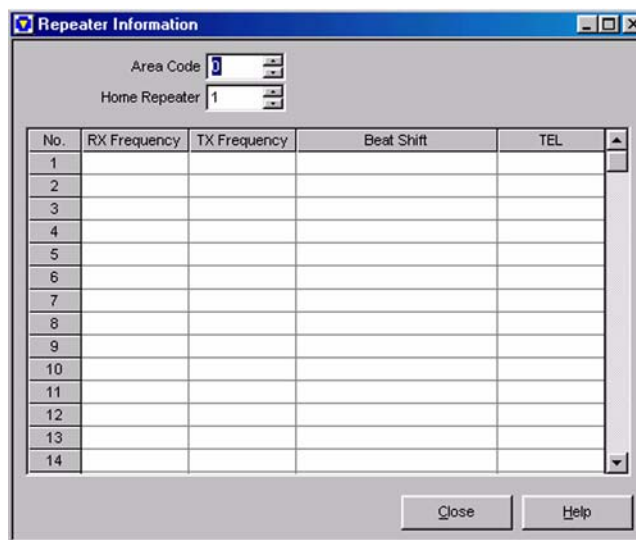 Repeater Information
Area Code 0
Home Repeater 1
No. RX Frequency TX Frequency Beat Shift TEL
1
2
3
4
5
6
7
8
9
10
11
12
13
14
Close Help